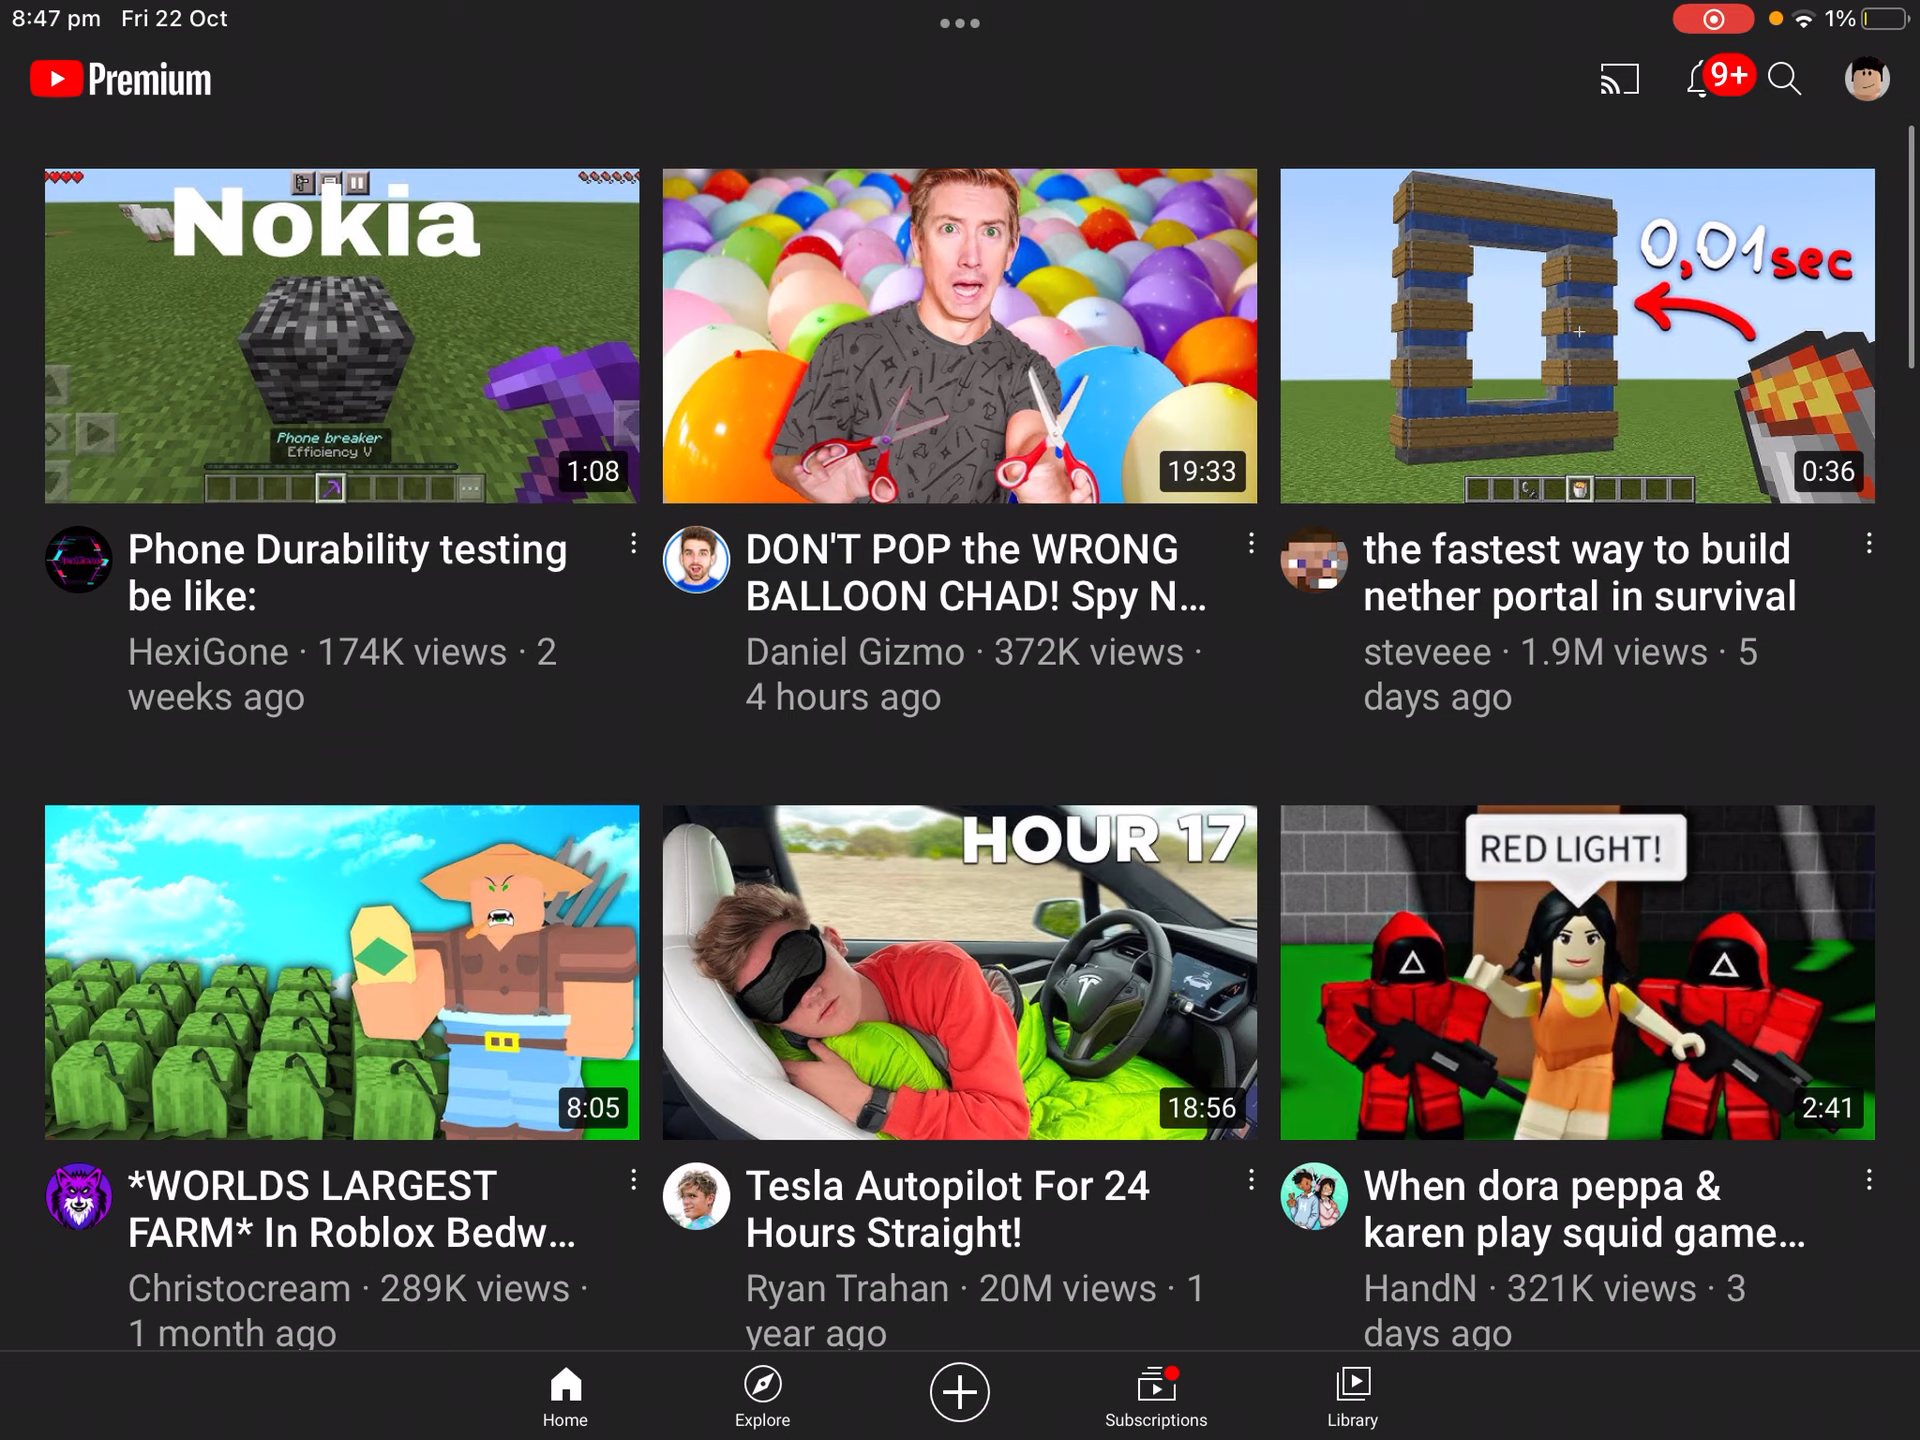 8:47 pm Fri 22 Oct
1%
Premium
9+
Nokia
Phone breaker
Efficiency V
1:08
19:33
0,01sec
0:36
Phone Durability testing
be like:
HexiGone · 174K views · 2
weeks ago
DON'T POP the WRONG
BALLOON CHAD! Spy N...
Daniel Gizmo · 372K views ·
4 hours ago
the fastest way to build
nether portal in survival
steveee · 1.9M views · 5
days ago
8:05
HOUR 17
18:56
RED LIGHT!
2:41
*WORLDS LARGEST
FARM* In Roblox Bedw...
Christocream · 289K views ·
1 month ago
Tesla Autopilot For 24
Hours Straight!
Ryan Trahan · 20M views · 1
year ago
When dora peppa &
karen play squid game...
HandN · 321K views · 3
days ago
Home
Explore
Subscriptions
Library